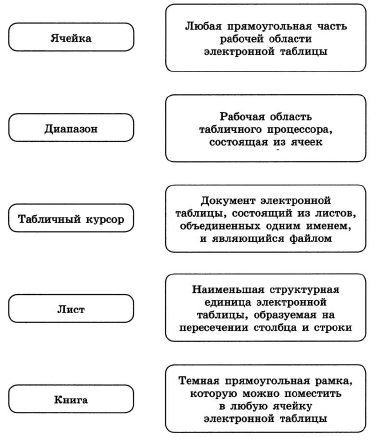 Ячейка
Любая прямоугольная часть
рабочей области
электронной таблицы
Диапазон
Рабочая область
табличного процессора,
состоящая из ячеек
Табличный курсор
Документ электронной
таблицы, состоящий из листов,
объединенных одним именем,
и являющийся файлом
Лист
Наименьшая структурная
единица электронной
таблицы, образуемая на
пересечении столбца и строки
Книга
Темная прямоугольная рамка,
которую можно поместить
в любую ячейку
электронной таблицы